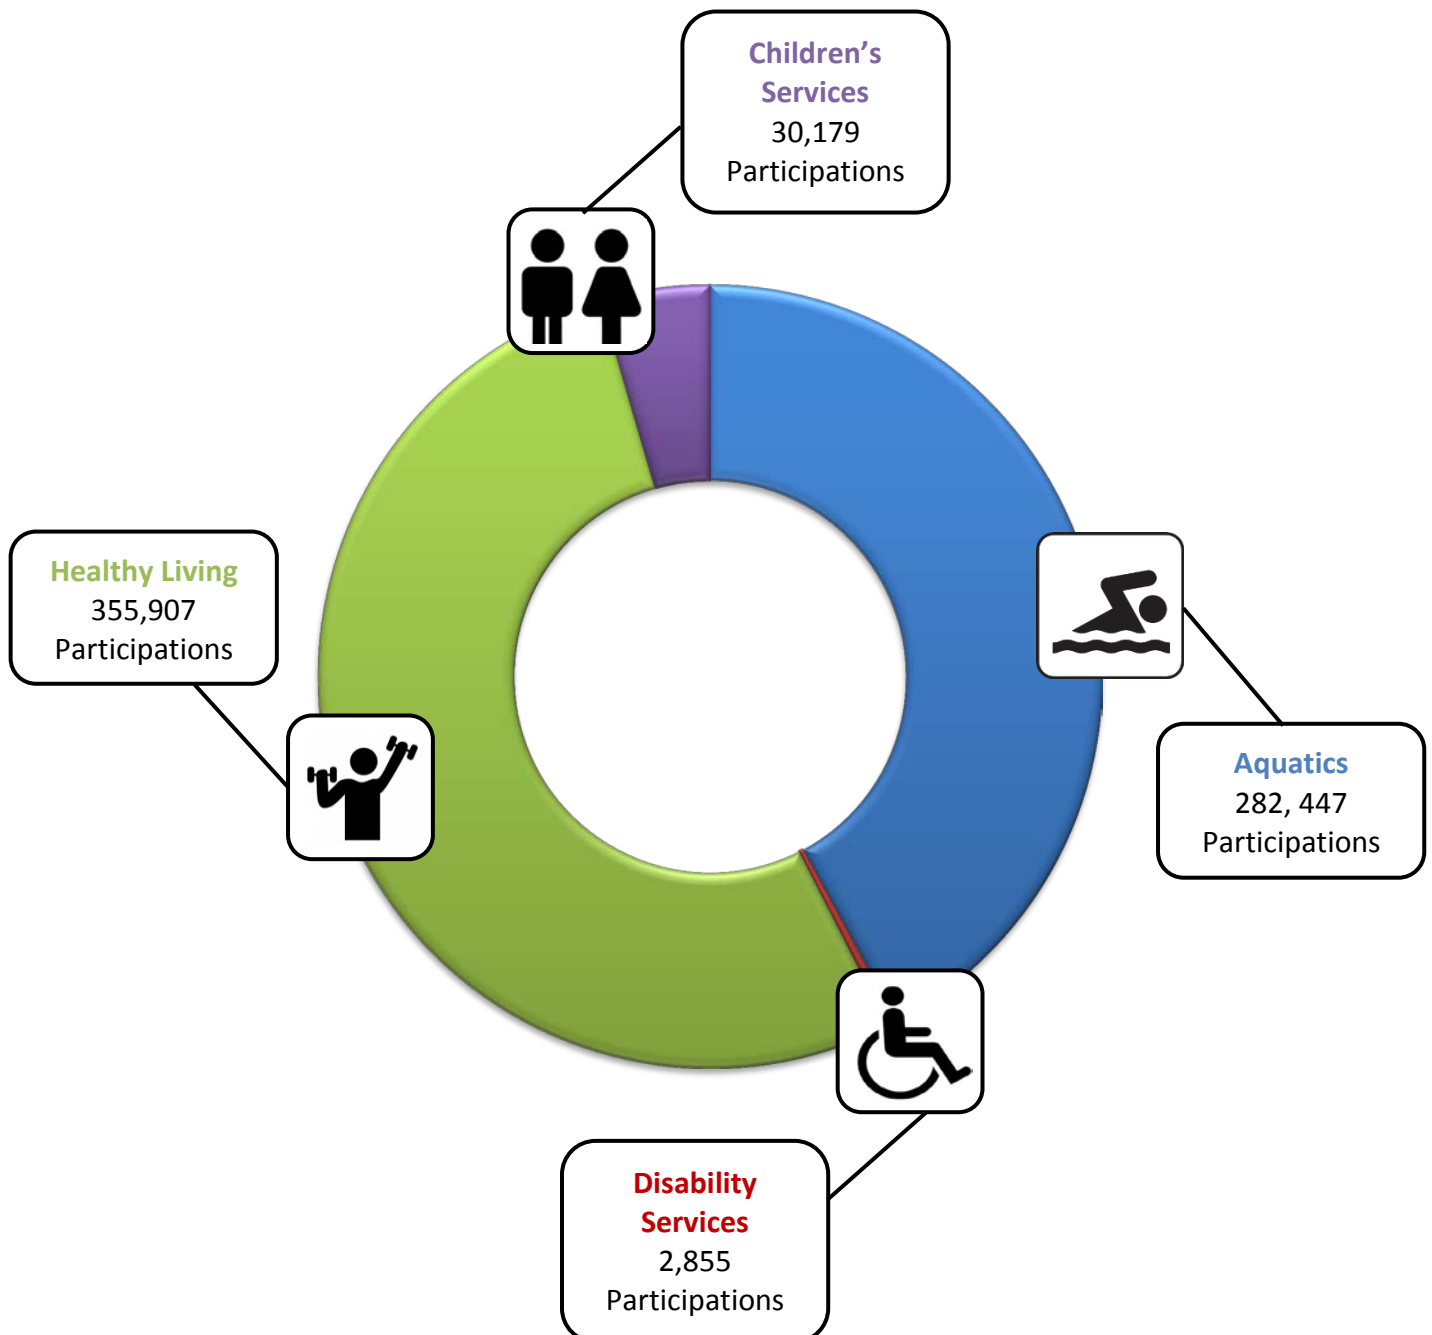 Children’s
Services
30,179
Participations
Healthy Living
355,907
Participations
Aquatics
282, 447
Participations
Disability
Services
2,855
Participations